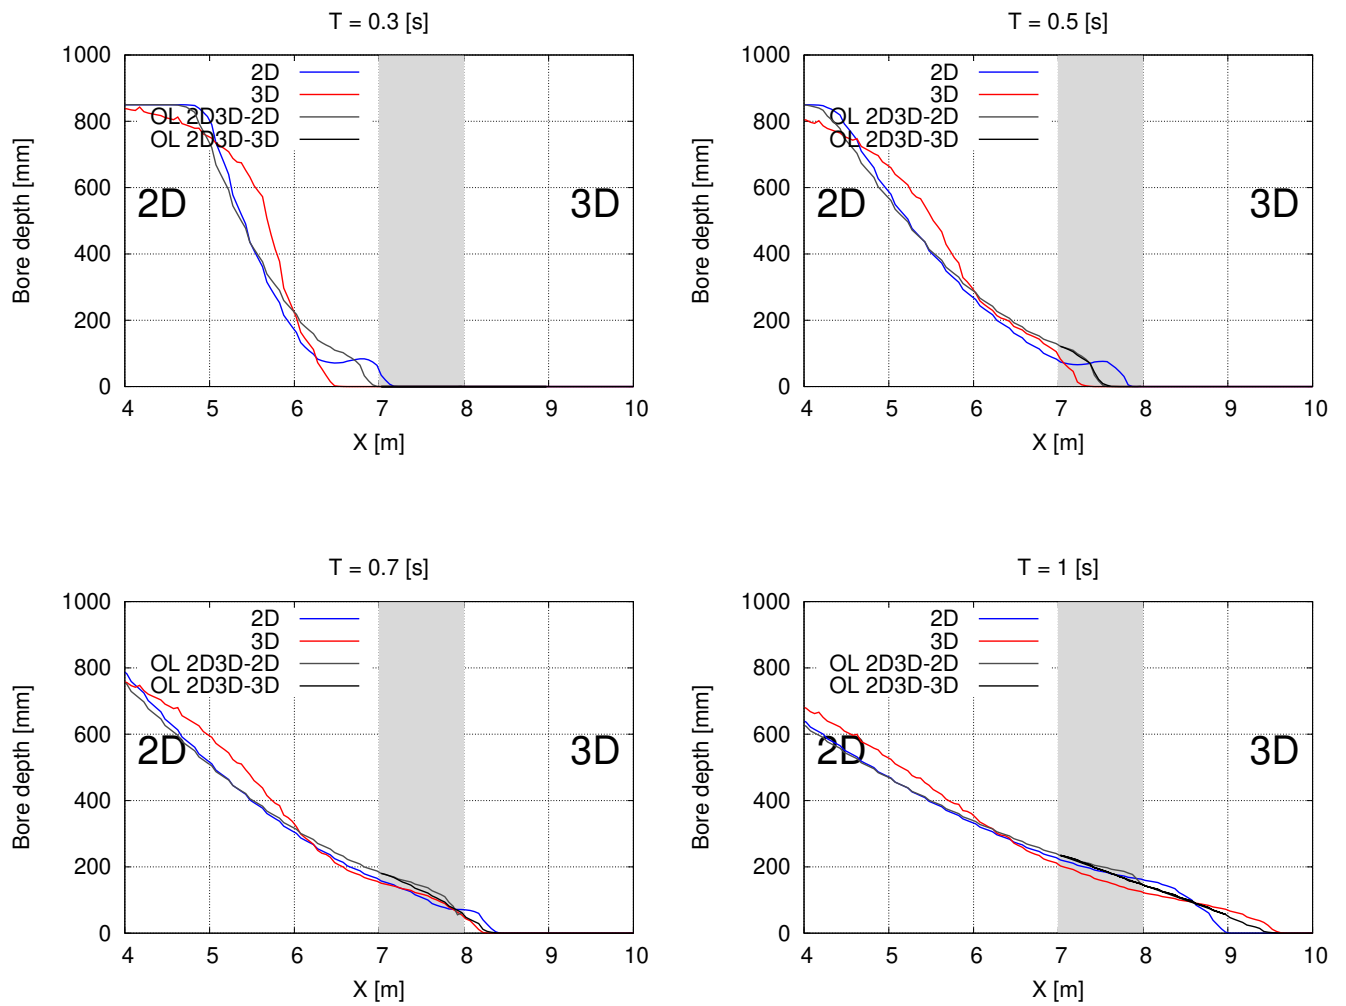 T = 0.3 [s]
1000
800
600
400
200
0
Bore depth [mm]
2D
3D
OL 2D3D-2D
OL 2D3D-3D
2D
3D
4 5 6 7 8 9 10
X [m]
T = 0.5 [s]
1000
800
600
400
200
0
Bore depth [mm]
2D
3D
OL 2D3D-2D
OL 2D3D-3D
2D
3D
4 5 6 7 8 9 10
X [m]
T = 0.7 [s]
1000
800
600
400
200
0
Bore depth [mm]
2D
3D
OL 2D3D-2D
OL 2D3D-3D
2D
3D
4 5 6 7 8 9 10
X [m]
T = 1 [s]
1000
800
600
400
200
0
Bore depth [mm]
2D
3D
OL 2D3D-2D
OL 2D3D-3D
2D
3D
4 5 6 7 8 9 10
X [m]